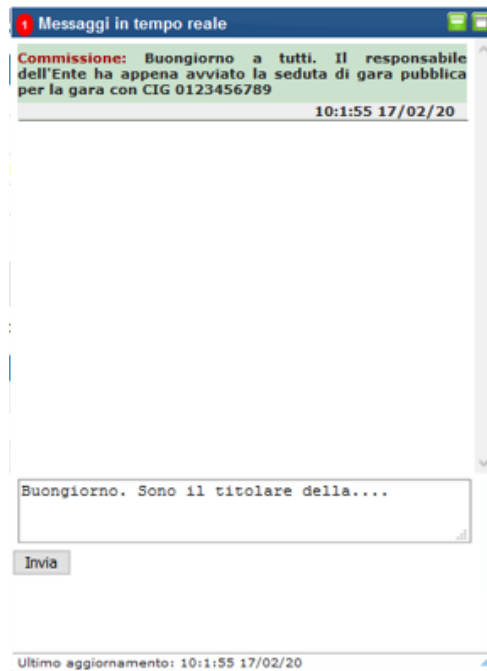 1 Messaggi in tempo reale
Commissione: Buongiorno a tutti. Il responsabile
dell'Ente ha appena avviato la seduta di gara pubblica
per la gara con CIG 0123456789
10:1:55 17/02/20
Buongiorno. Sono il titolare della....
Invia
Ultimo aggiornamento: 10:1:55 17/02/20